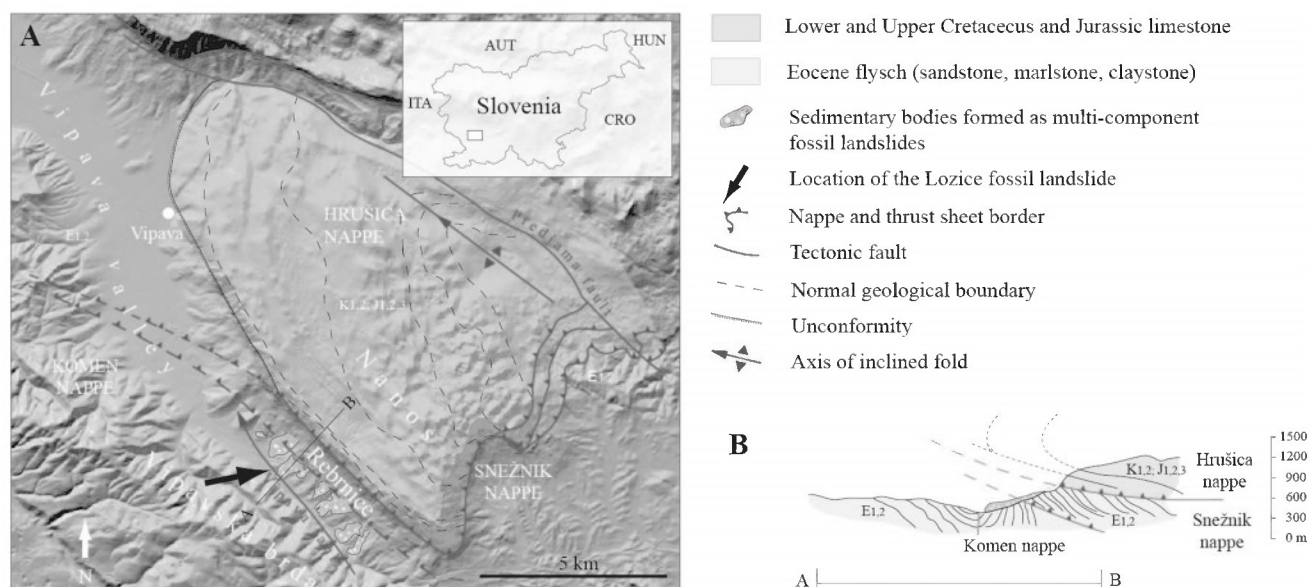 A
AUT
HUN
ITA
Slovenia
CRO
Vipava valley
Vipava
E1,2
HRUŠICA
NAPPE
Predjama fault
K1,2, J1,2
KOMEN
NAPPE
Nanos
B
SNEŽNIK
NAPPE
Rebrnice
A
Vipavska brda
N
5 km
Lower and Upper Cretacecus and Jurassic limestone
Eocene flysch (sandstone, marlstone, claystone)
Sedimentary bodies formed as multi-component
fossil landslides
Location of the Lozice fossil landslide
Nappe and thrust sheet border
Tectonic fault
Normal geological boundary
Unconformity
Axis of inclined fold
B
1500
1200
900
600
300
0 m
Hrušica
nappe
K1,2, J1,2,3
E1,2
E1,2
Snežnik
nappe
Komen nappe
A
B